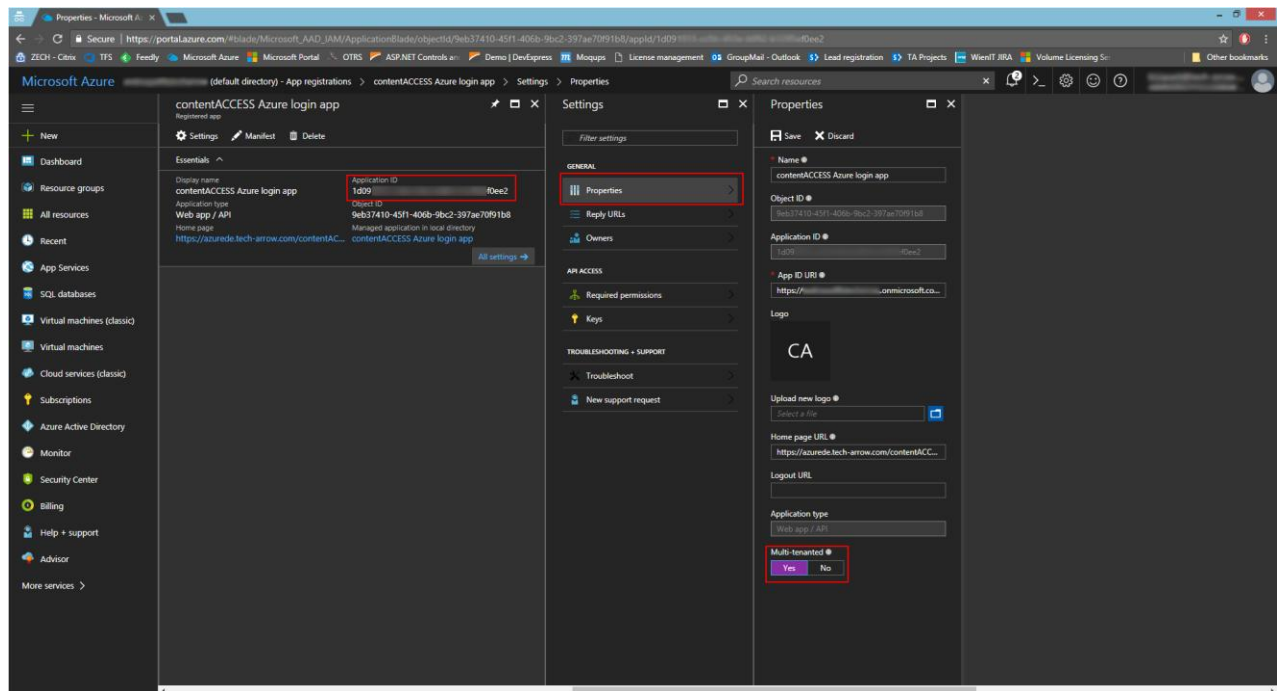 Properties - Microsoft A
Secure | https://portal.azure.com/#blade/Microsoft_AAD_IAM/ApplicationBlade/objectId/9eb37410-45f1-406b-9bc2-397ae70f91b8/appId/1d09 f0ee2
ZECH - Citrix TFS Feedly Microsoft Azure Microsoft Portal OTRS ASP.NET Controls an Demo | DevExpress Moqups License management GroupMail - Outlook Lead registration TA Projects WienIT JIRA Volume Licensing Se Other bookmarks
Microsoft Azure (default directory) - App registrations > contentACCESS Azure login app > Settings > Properties Search resources
contentACCESS Azure login app
Registered app
Settings Manifest Delete
Essentials
Display name
contentACCESS Azure login app
Application type
Web app / API
Home page
https://azurede.tech-arrow.com/contentAC...
Application ID
1d09 f0ee2
Object ID
9eb37410-45f1-406b-9bc2-397ae70f91b8
Managed application in local directory
contentACCESS Azure login app
All settings
New
Dashboard
Resource groups
All resources
Recent
App Services
SQL databases
Virtual machines (classic)
Virtual machines
Cloud services (classic)
Subscriptions
Azure Active Directory
Monitor
Security Center
Billing
Help + support
Advisor
More services >
Settings
Filter settings
GENERAL
Properties
Reply URLs
Owners
API ACCESS
Required permissions
Keys
TROUBLESHOOTING + SUPPORT
Troubleshoot
New support request
Properties
Save Discard
* Name
contentACCESS Azure login app
Object ID
9eb37410-45f1-406b-9bc2-397ae70f91b8
Application ID
1d09 f0ee2
* App ID URI
https:// .onmicrosoft.co...
Logo
CA
Upload new logo
Select a file
Home page URL
https://azurede.tech-arrow.com/contentACC...
Logout URL
Application type
Web app / API
Multi-tenanted
Yes No